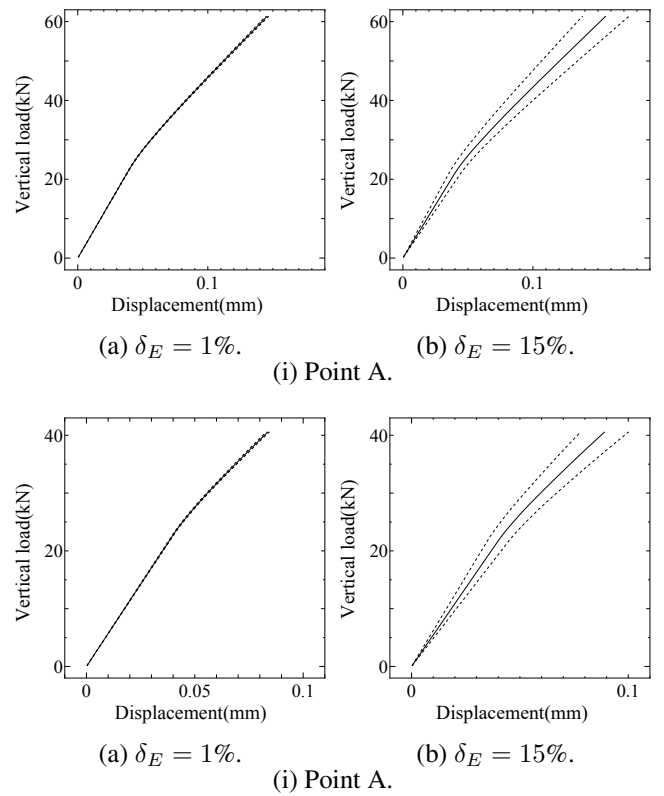 60
40
20
0
Vertical load(kN)
0 0.1
Displacement(mm)
(a) δ_E = 1%.
60
40
20
0
Vertical load(kN)
0 0.1
Displacement(mm)
(b) δ_E = 15%.
(i) Point A.
40
20
0
Vertical load(kN)
0 0.05 0.1
Displacement(mm)
(a) δ_E = 1%.
40
20
0
Vertical load(kN)
0 0.1
Displacement(mm)
(b) δ_E = 15%.
(i) Point A.